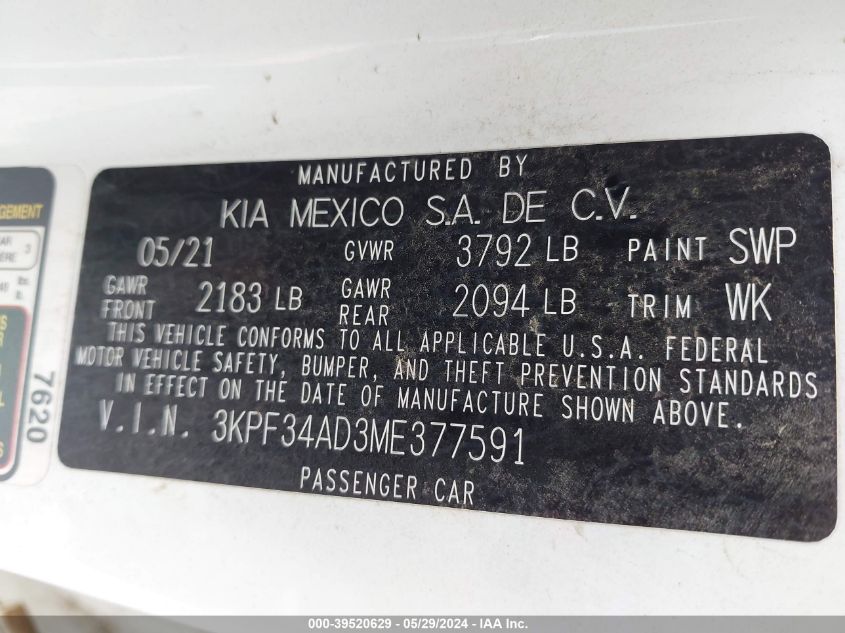 MANUFACTURED BY
KIA MEXICO S.A. DE C.V.
05/21 GVWR 3792 LB PAINT SWP
GAWR FRONT 2183 LB GAWR REAR 2094 LB TRIM WK
THIS VEHICLE CONFORMS TO ALL APPLICABLE U.S.A. FEDERAL
MOTOR VEHICLE SAFETY, BUMPER, AND THEFT PREVENTION STANDARDS
IN EFFECT ON THE DATE OF MANUFACTURE SHOWN ABOVE.
V.I.N. 3KPF34AD3ME377591
PASSENGER CAR
7620
000-39520629 - 05/29/2024 - IAA Inc.